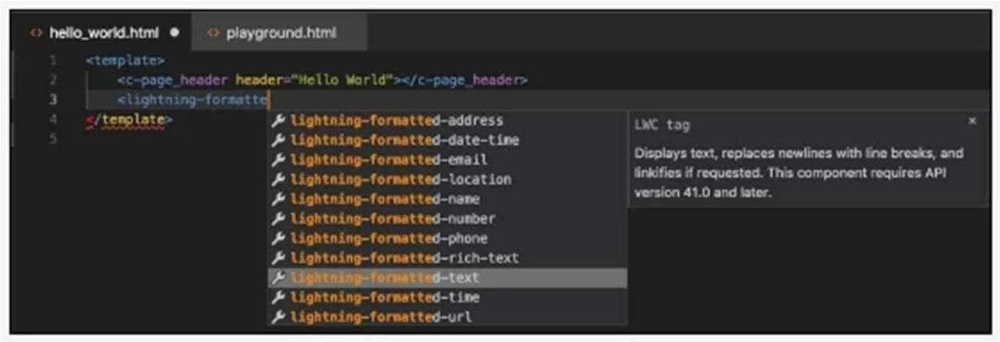 <> hello_world.html ● <> playground.html
1 <template>
2 <c-page_header header="Hello World"></c-page_header>
3 <lightning-formatte
4 </template>
5
lightning-formatted-address
lightning-formatted-date-time
lightning-formatted-email
lightning-formatted-location
lightning-formatted-name
lightning-formatted-number
lightning-formatted-phone
lightning-formatted-rich-text
lightning-formatted-text
lightning-formatted-time
lightning-formatted-url
LWC tag ×
Displays text, replaces newlines with line breaks, and
linkifies if requested. This component requires API
version 41.0 and later.